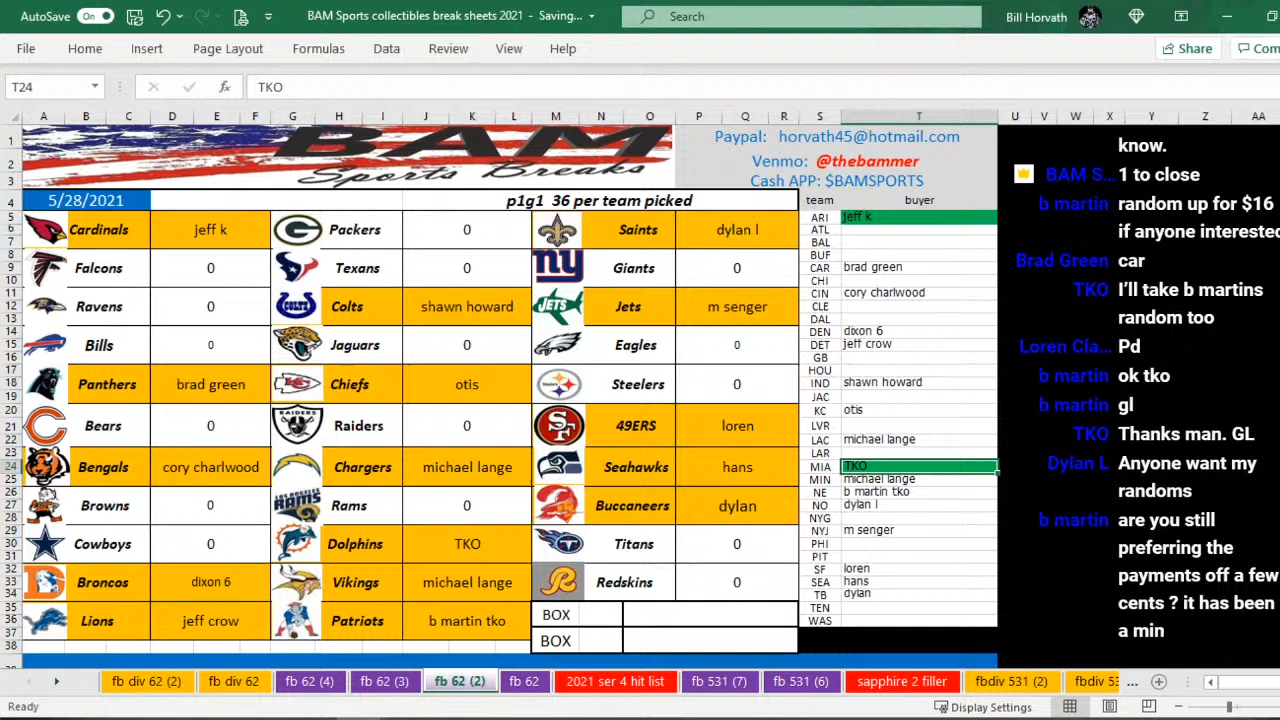 AutoSave On BAM Sports collectibles break sheets 2021 - Saving... Search Bill Horvath
File Home Insert Page Layout Formulas Data Review View Help Share Com
T24 fx TKO
A B C D E F G H I J K L M N O P Q R S T U V W X Y Z AA
BAM
Sports Breaks
Paypal: horvath45@hotmail.com
Venmo: @thebammer
Cash APP: $BAMSPORTS
5/28/2021 p1g1 36 per team picked team buyer
Cardinals jeff k Packers 0 Saints dylan l
Falcons 0 Texans 0 Giants 0
Ravens 0 Colts shawn howard Jets m senger
Bills 0 Jaguars 0 Eagles 0
Panthers brad green Chiefs otis Steelers 0
Bears 0 Raiders 0 49ERS loren
Bengals cory charlwood Chargers michael lange Seahawks hans
Browns 0 Rams 0 Buccaneers dylan
Cowboys 0 Dolphins TKO Titans 0
Broncos dixon 6 Vikings michael lange Redskins 0
Lions jeff crow Patriots b martin tko BOX
BOX
ARI jeff k
ATL
BAL
BUF
CAR brad green
CHI
CIN cory charlwood
CLE
DAL
DEN dixon 6
DET jeff crow
GB
HOU
IND shawn howard
JAC
KC otis
LVR
LAC michael lange
LAR
MIA TKO
MIN michael lange
NE b martin tko
NO dylan l
NYG
NYJ m senger
PHI
PIT
SF loren
SEA hans
TB dylan
TEN
WAS
know.
BAM S... 1 to close
b martin random up for $16
if anyone interested
Brad Green car
TKO I'll take b martins
random too
Loren Cla... Pd
b martin ok tko
b martin gl
TKO Thanks man. GL
Dylan L Anyone want my
randoms
b martin are you still
preferring the
payments off a few
cents ? it has been
a min
fb div 62 (2) fb div 62 fb 62 (4) fb 62 (3) fb 62 (2) fb 62 2021 ser 4 hit list fb 531 (7) fb 531 (6) sapphire 2 filler fbdiv 531 (2) fbdiv 53 ...
Ready Display Settings